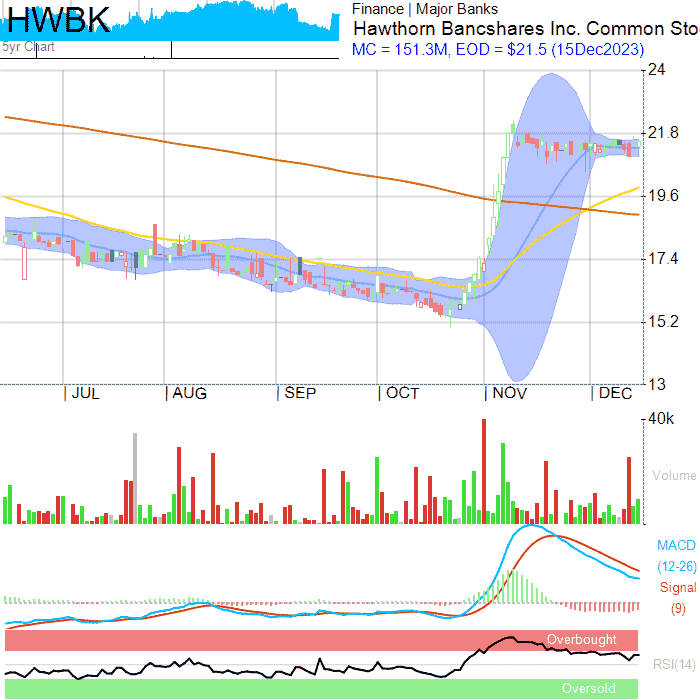 HWBK
5yr Chart
Finance | Major Banks
Hawthorn Bancshares Inc. Common Sto
MC = 151.3M, EOD = $21.5 (15Dec2023)
24
21.8
19.6
17.4
15.2
13
JUL AUG SEP OCT NOV DEC
40k
Volume
MACD
(12-26)
Signal
(9)
Overbought
RSI(14)
Oversold